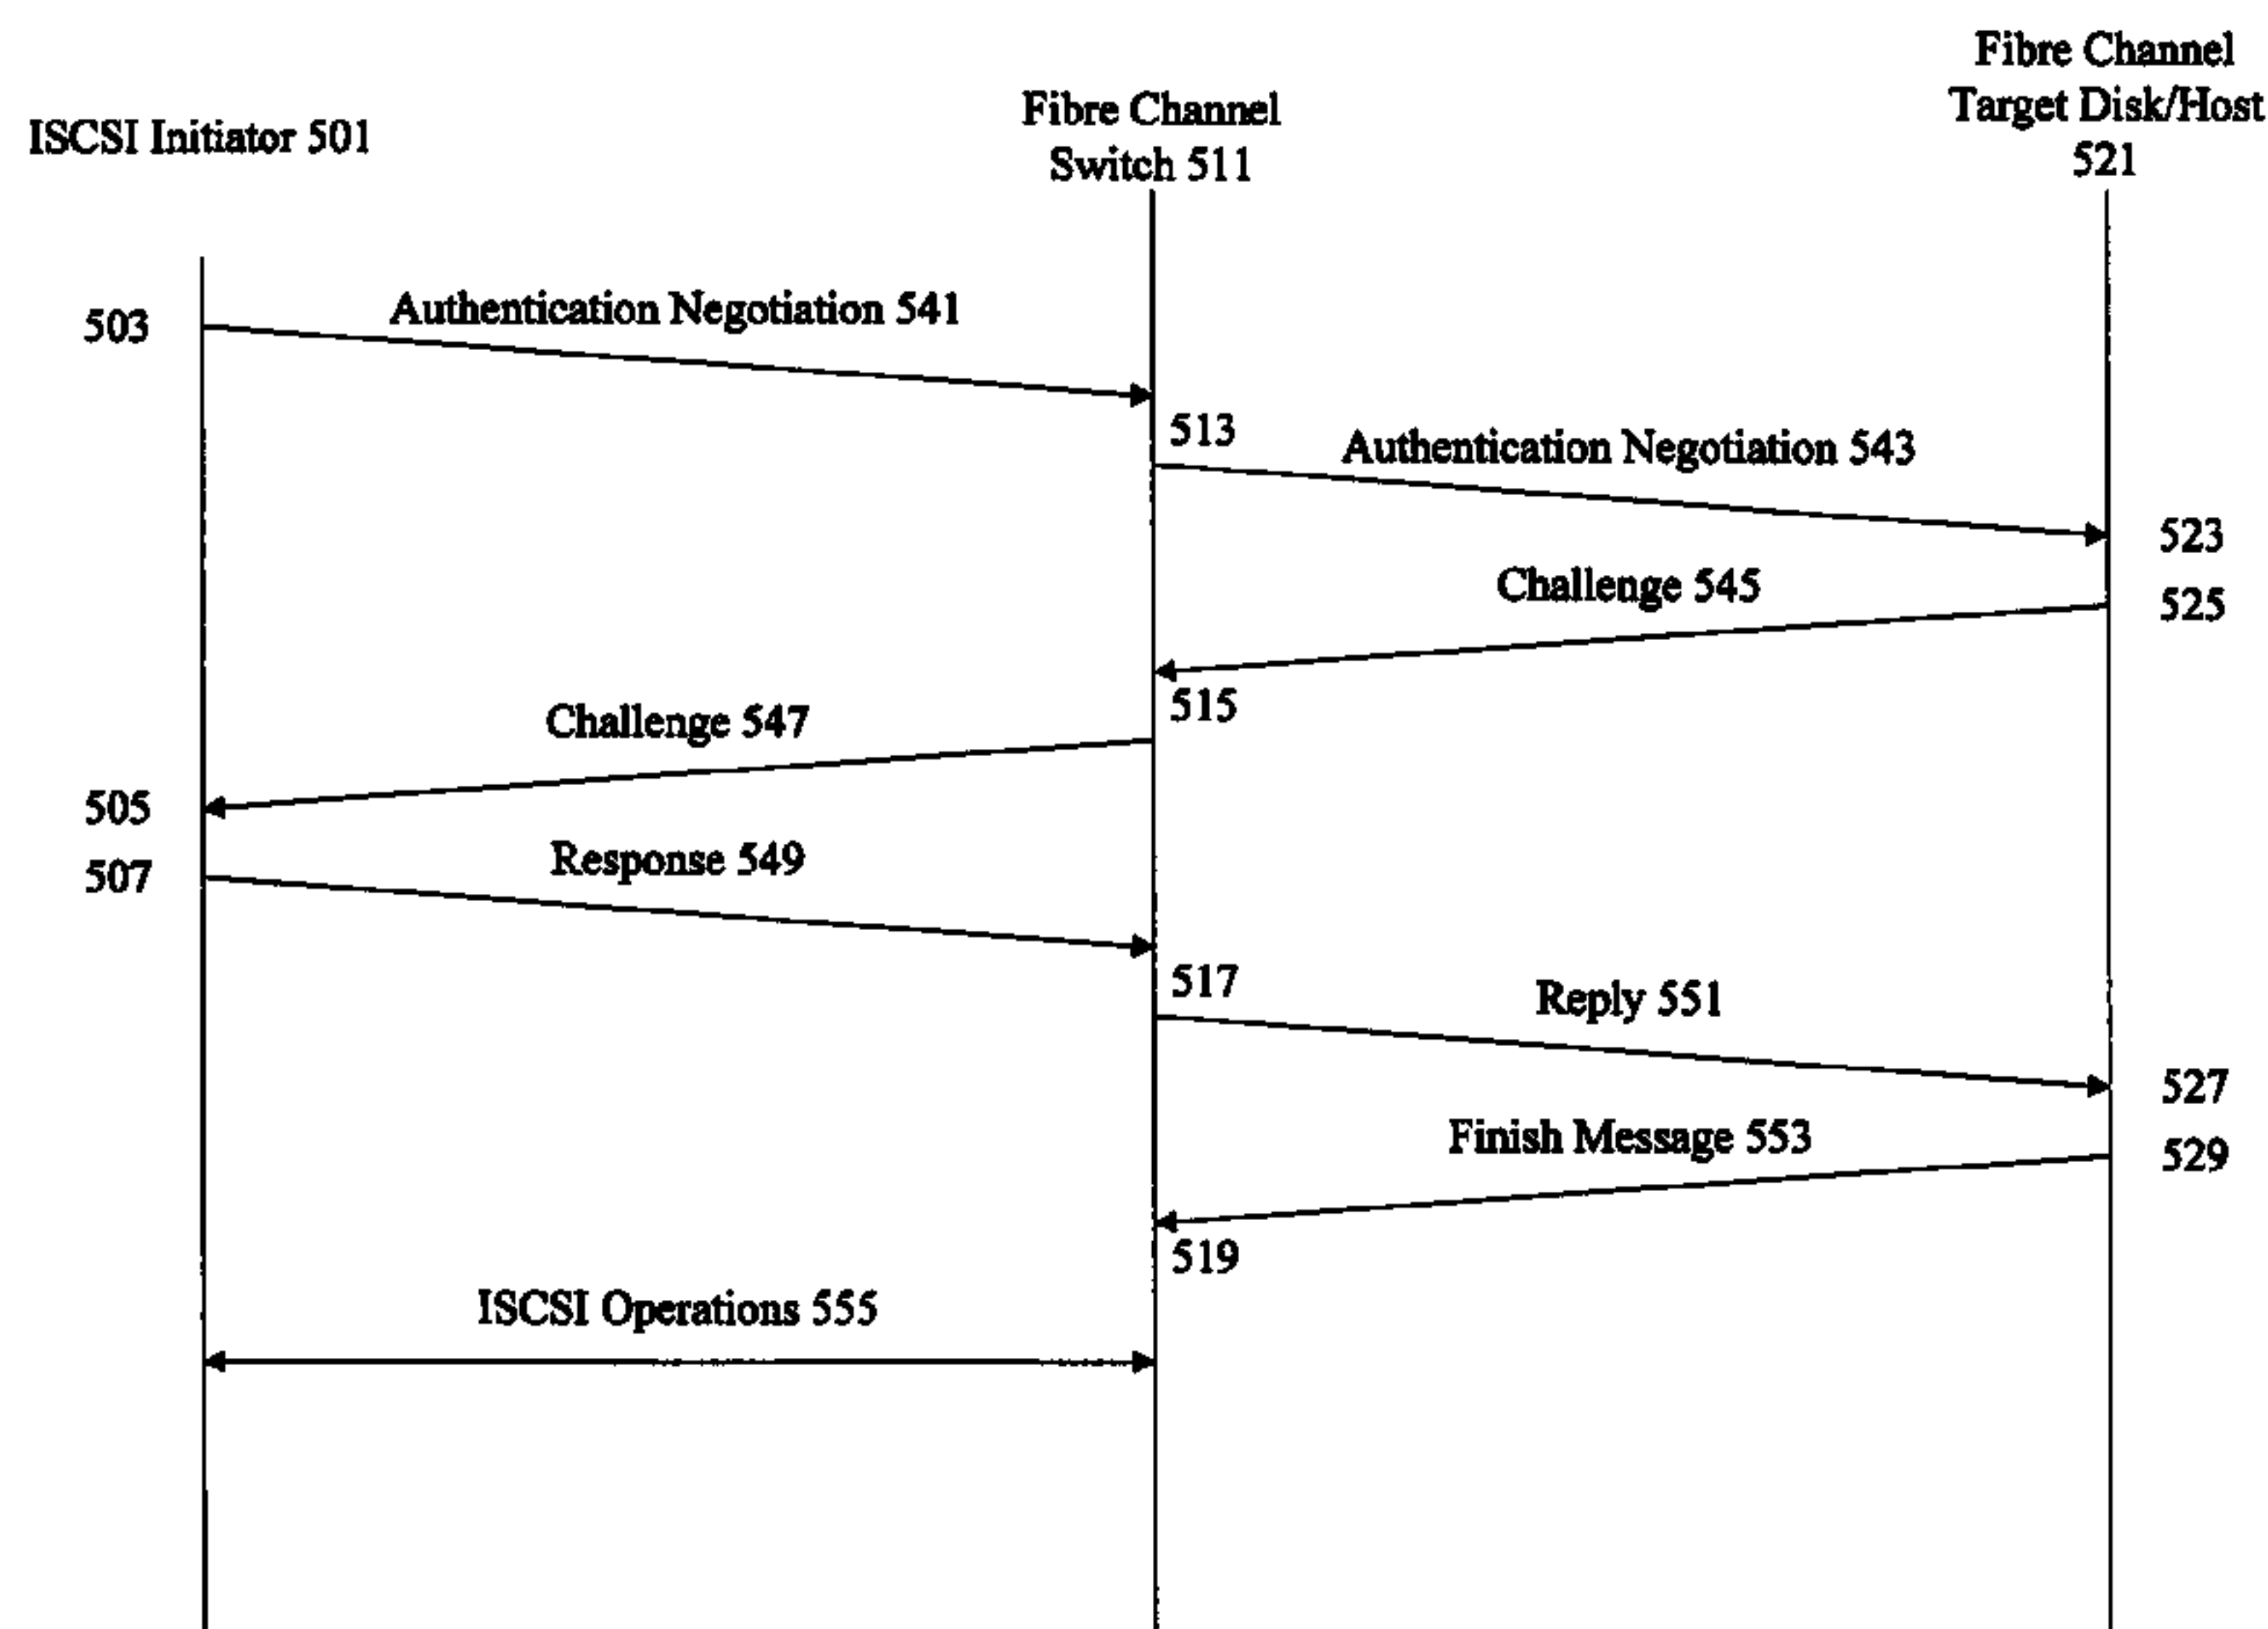 Fibre Channel
Target Disk/Host
521
Fibre Channel
Switch 511
ISCSI Initiator 501
503
Authentication Negotiation 541
513
Authentication Negotiation 543
523
Challenge 545
525
515
Challenge 547
505
Response 549
507
517
Reply 551
527
Finish Message 553
529
519
ISCSI Operations 555